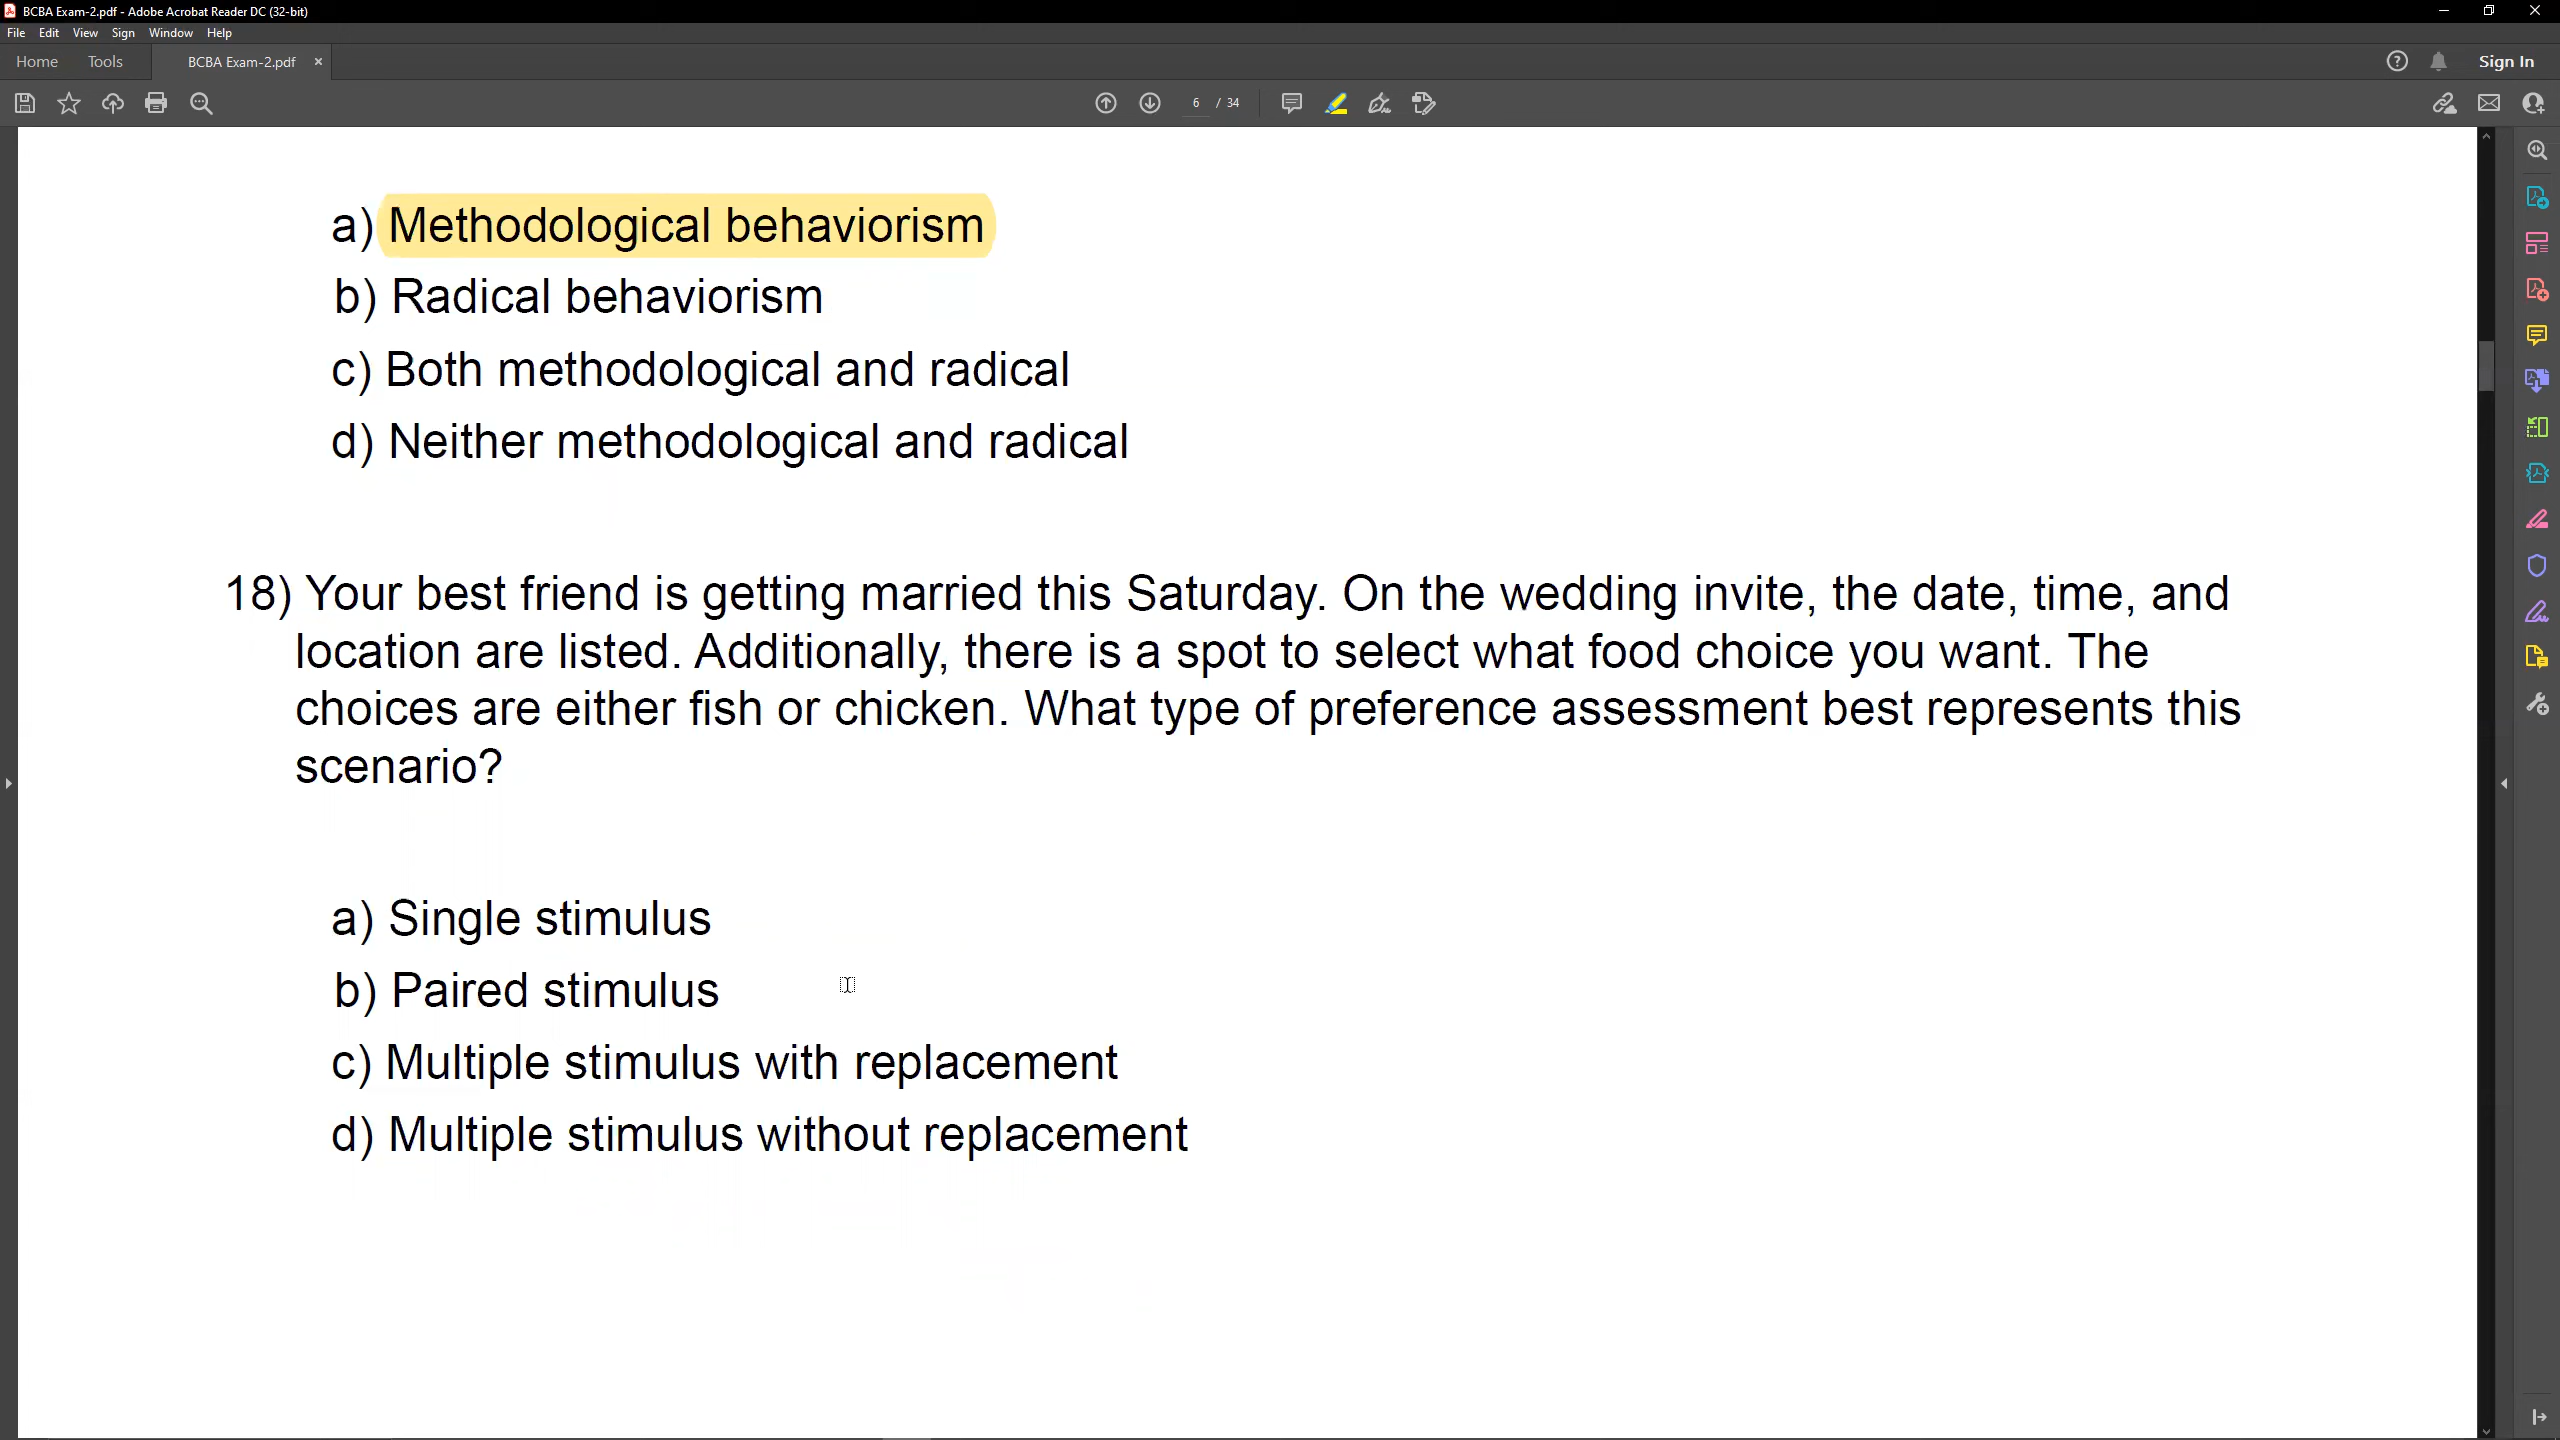 BCBA Exam-2.pdf - Adobe Acrobat Reader DC (32-bit)
File Edit View Sign Window Help
Home Tools BCBA Exam-2.pdf × Sign In
6 / 34
a) Methodological behaviorism
b) Radical behaviorism
c) Both methodological and radical
d) Neither methodological and radical
18) Your best friend is getting married this Saturday. On the wedding invite, the date, time, and
location are listed. Additionally, there is a spot to select what food choice you want. The
choices are either fish or chicken. What type of preference assessment best represents this
scenario?
a) Single stimulus
b) Paired stimulus
c) Multiple stimulus with replacement
d) Multiple stimulus without replacement